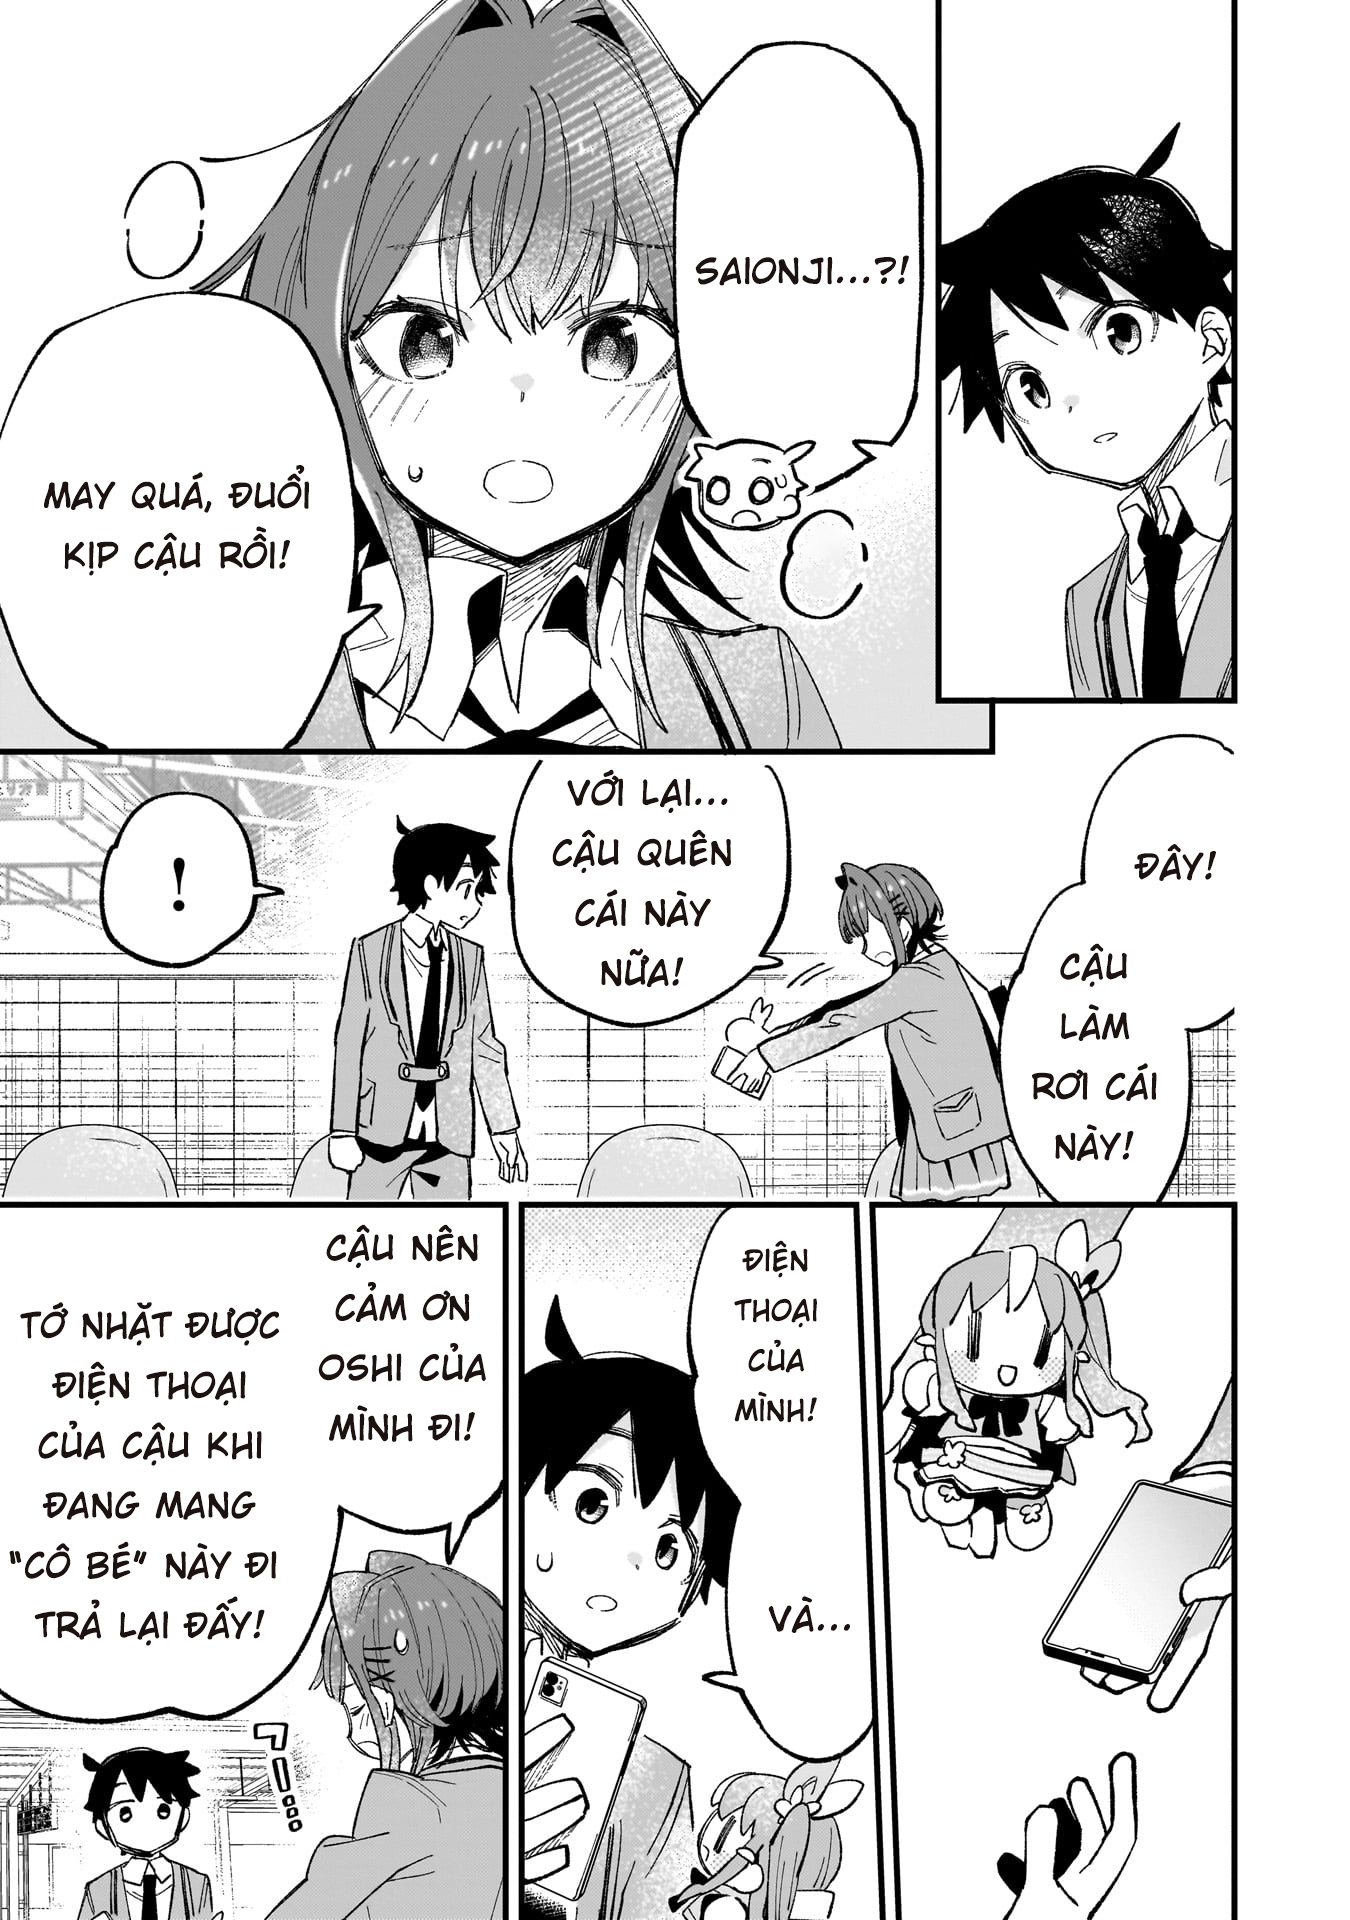 SAIONJI...?!
MAY QUÁ, ĐUỔI
KỊP CẬU RỒI!
ĐÂY!
CẬU
LÀM
RƠI CÁI
NÀY!
VỚI LẠI...
CẬU QUÊN
CÁI NÀY
NỮA!
!
ĐIỆN
THOẠI
CỦA
MÌNH!
VÀ...
CẬU NÊN
CẢM ƠN
OSHI CỦA
MÌNH ĐI!
TỚ NHẶT ĐƯỢC
ĐIỆN THOẠI
CỦA CẬU KHI
ĐANG MANG
"CÔ BÉ" NÀY ĐI
TRẢ LẠI ĐẤY!